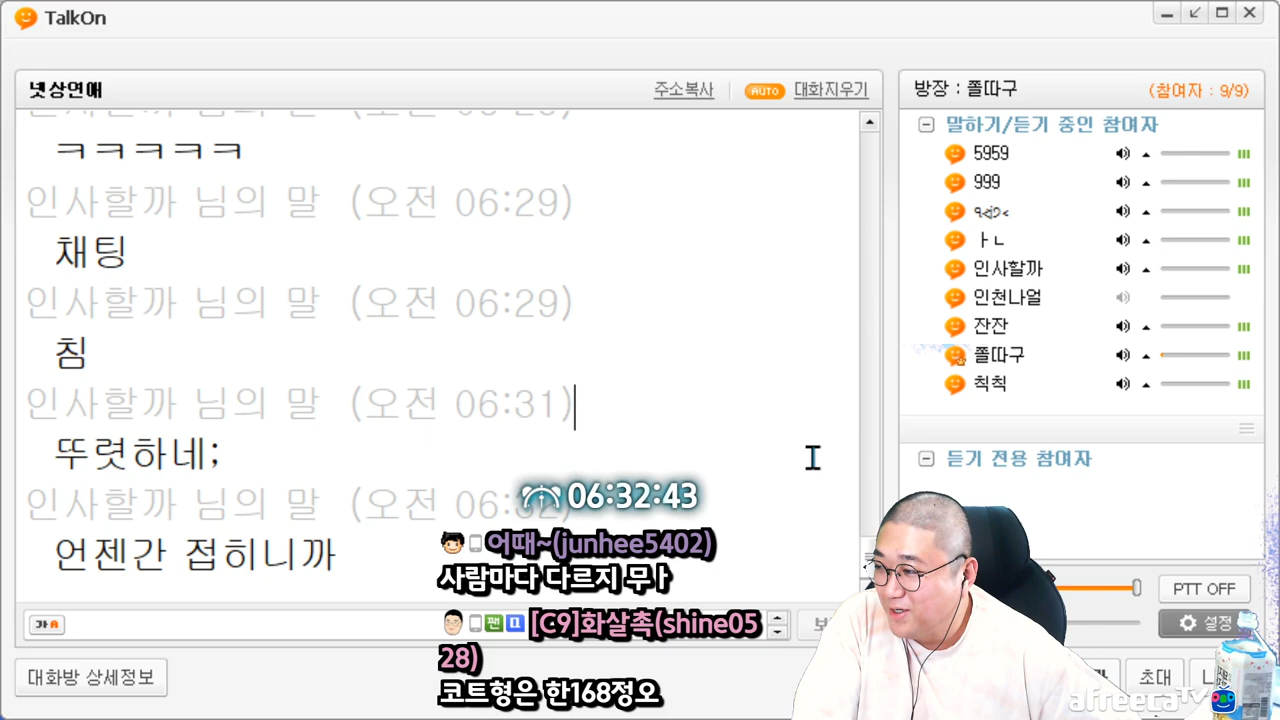 TalkOn
넷상연애
주소복사
AUTO
대화지우기
ㅋㅋㅋㅋㅋ
인사할까 님의 말 (오전 06:29)
채팅
인사할까 님의 말 (오전 06:29)
침
인사할까 님의 말 (오전 06:31)
뚜렷하네;
인사할까 님의 말 (오전 06:32)
언젠간 접히니까
가A
대화방 상세정보
06:32:43
어때~(junhee5402)
사람마다 다르지 무ㅏ
팬 [C9]화살촉(shine05
28)
코트형은 한168정오
방장 : 쫄따구
(참여자 : 9/9)
말하기/듣기 중인 참여자
5959
999
ㅏㄴ
인사할까
인천나얼
잔잔
쫄따구
칙칙
듣기 전용 참여자
PTT OFF
설정
초대
afreecaTV